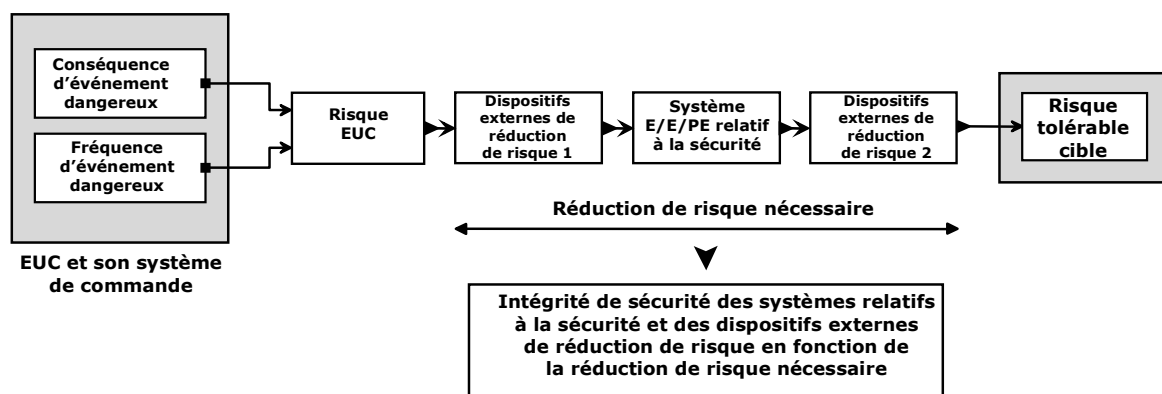 Conséquence
d’événement
dangereux
Fréquence
d’événement
dangereux
EUC et son système
de commande
Risque
EUC
Dispositifs
externes de
réduction
de risque 1
Système
E/E/PE relatif
à la sécurité
Dispositifs
externes de
réduction
de risque 2
Risque
tolérable
cible
Réduction de risque nécessaire
Intégrité de sécurité des systèmes relatifs
à la sécurité et des dispositifs externes
de réduction de risque en fonction de
la réduction de risque nécessaire